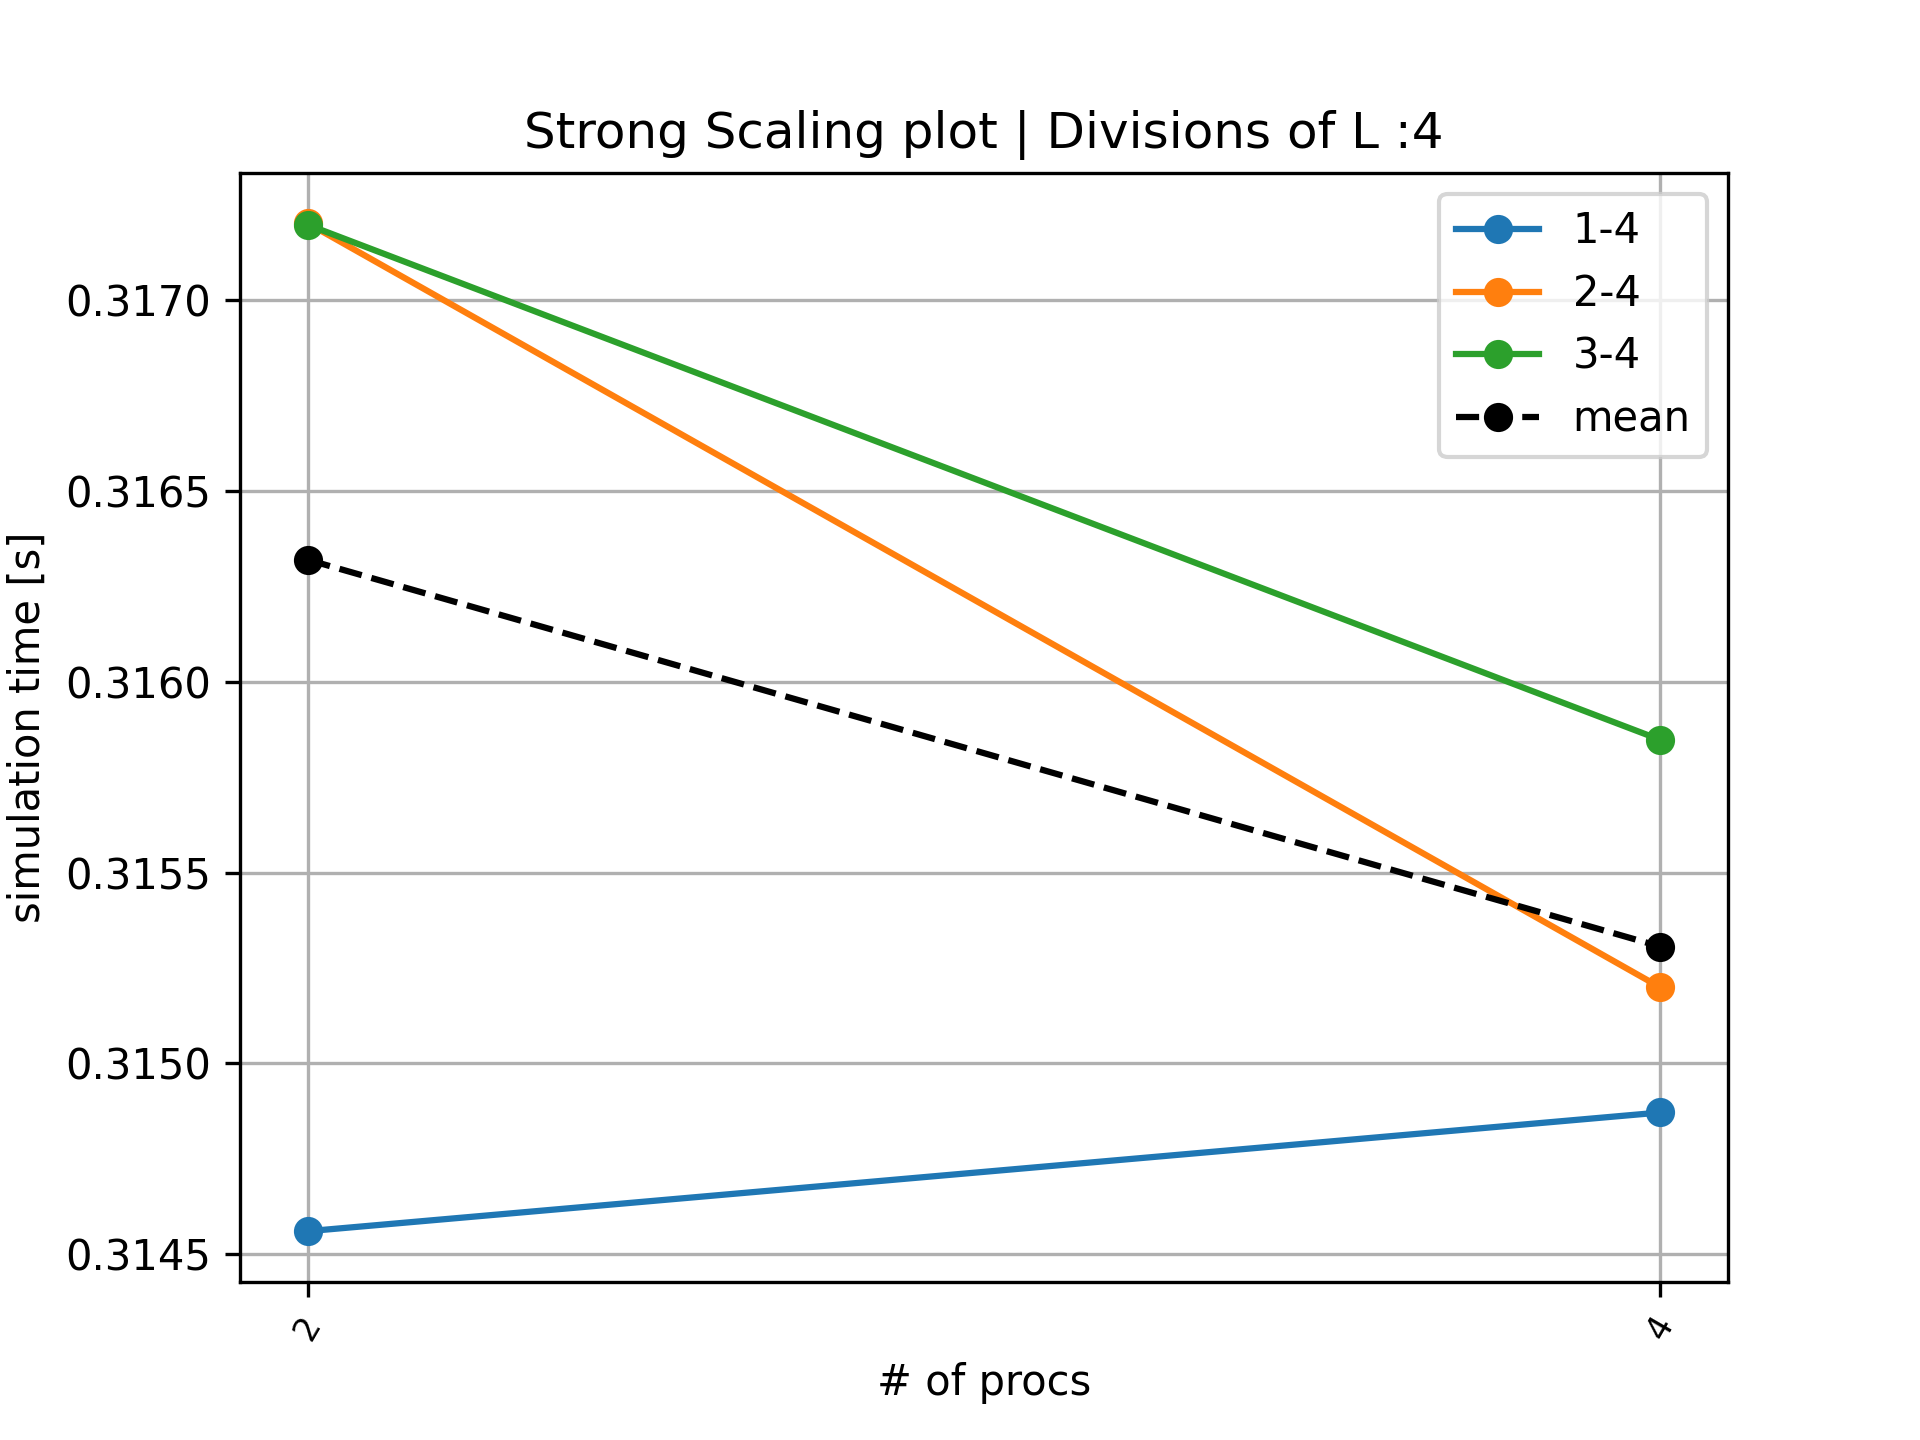 Strong Scaling plot | Divisions of L :4
1-4
2-4
3-4
mean
0.3170
0.3165
0.3160
0.3155
0.3150
0.3145
simulation time [s]
2
4
# of procs